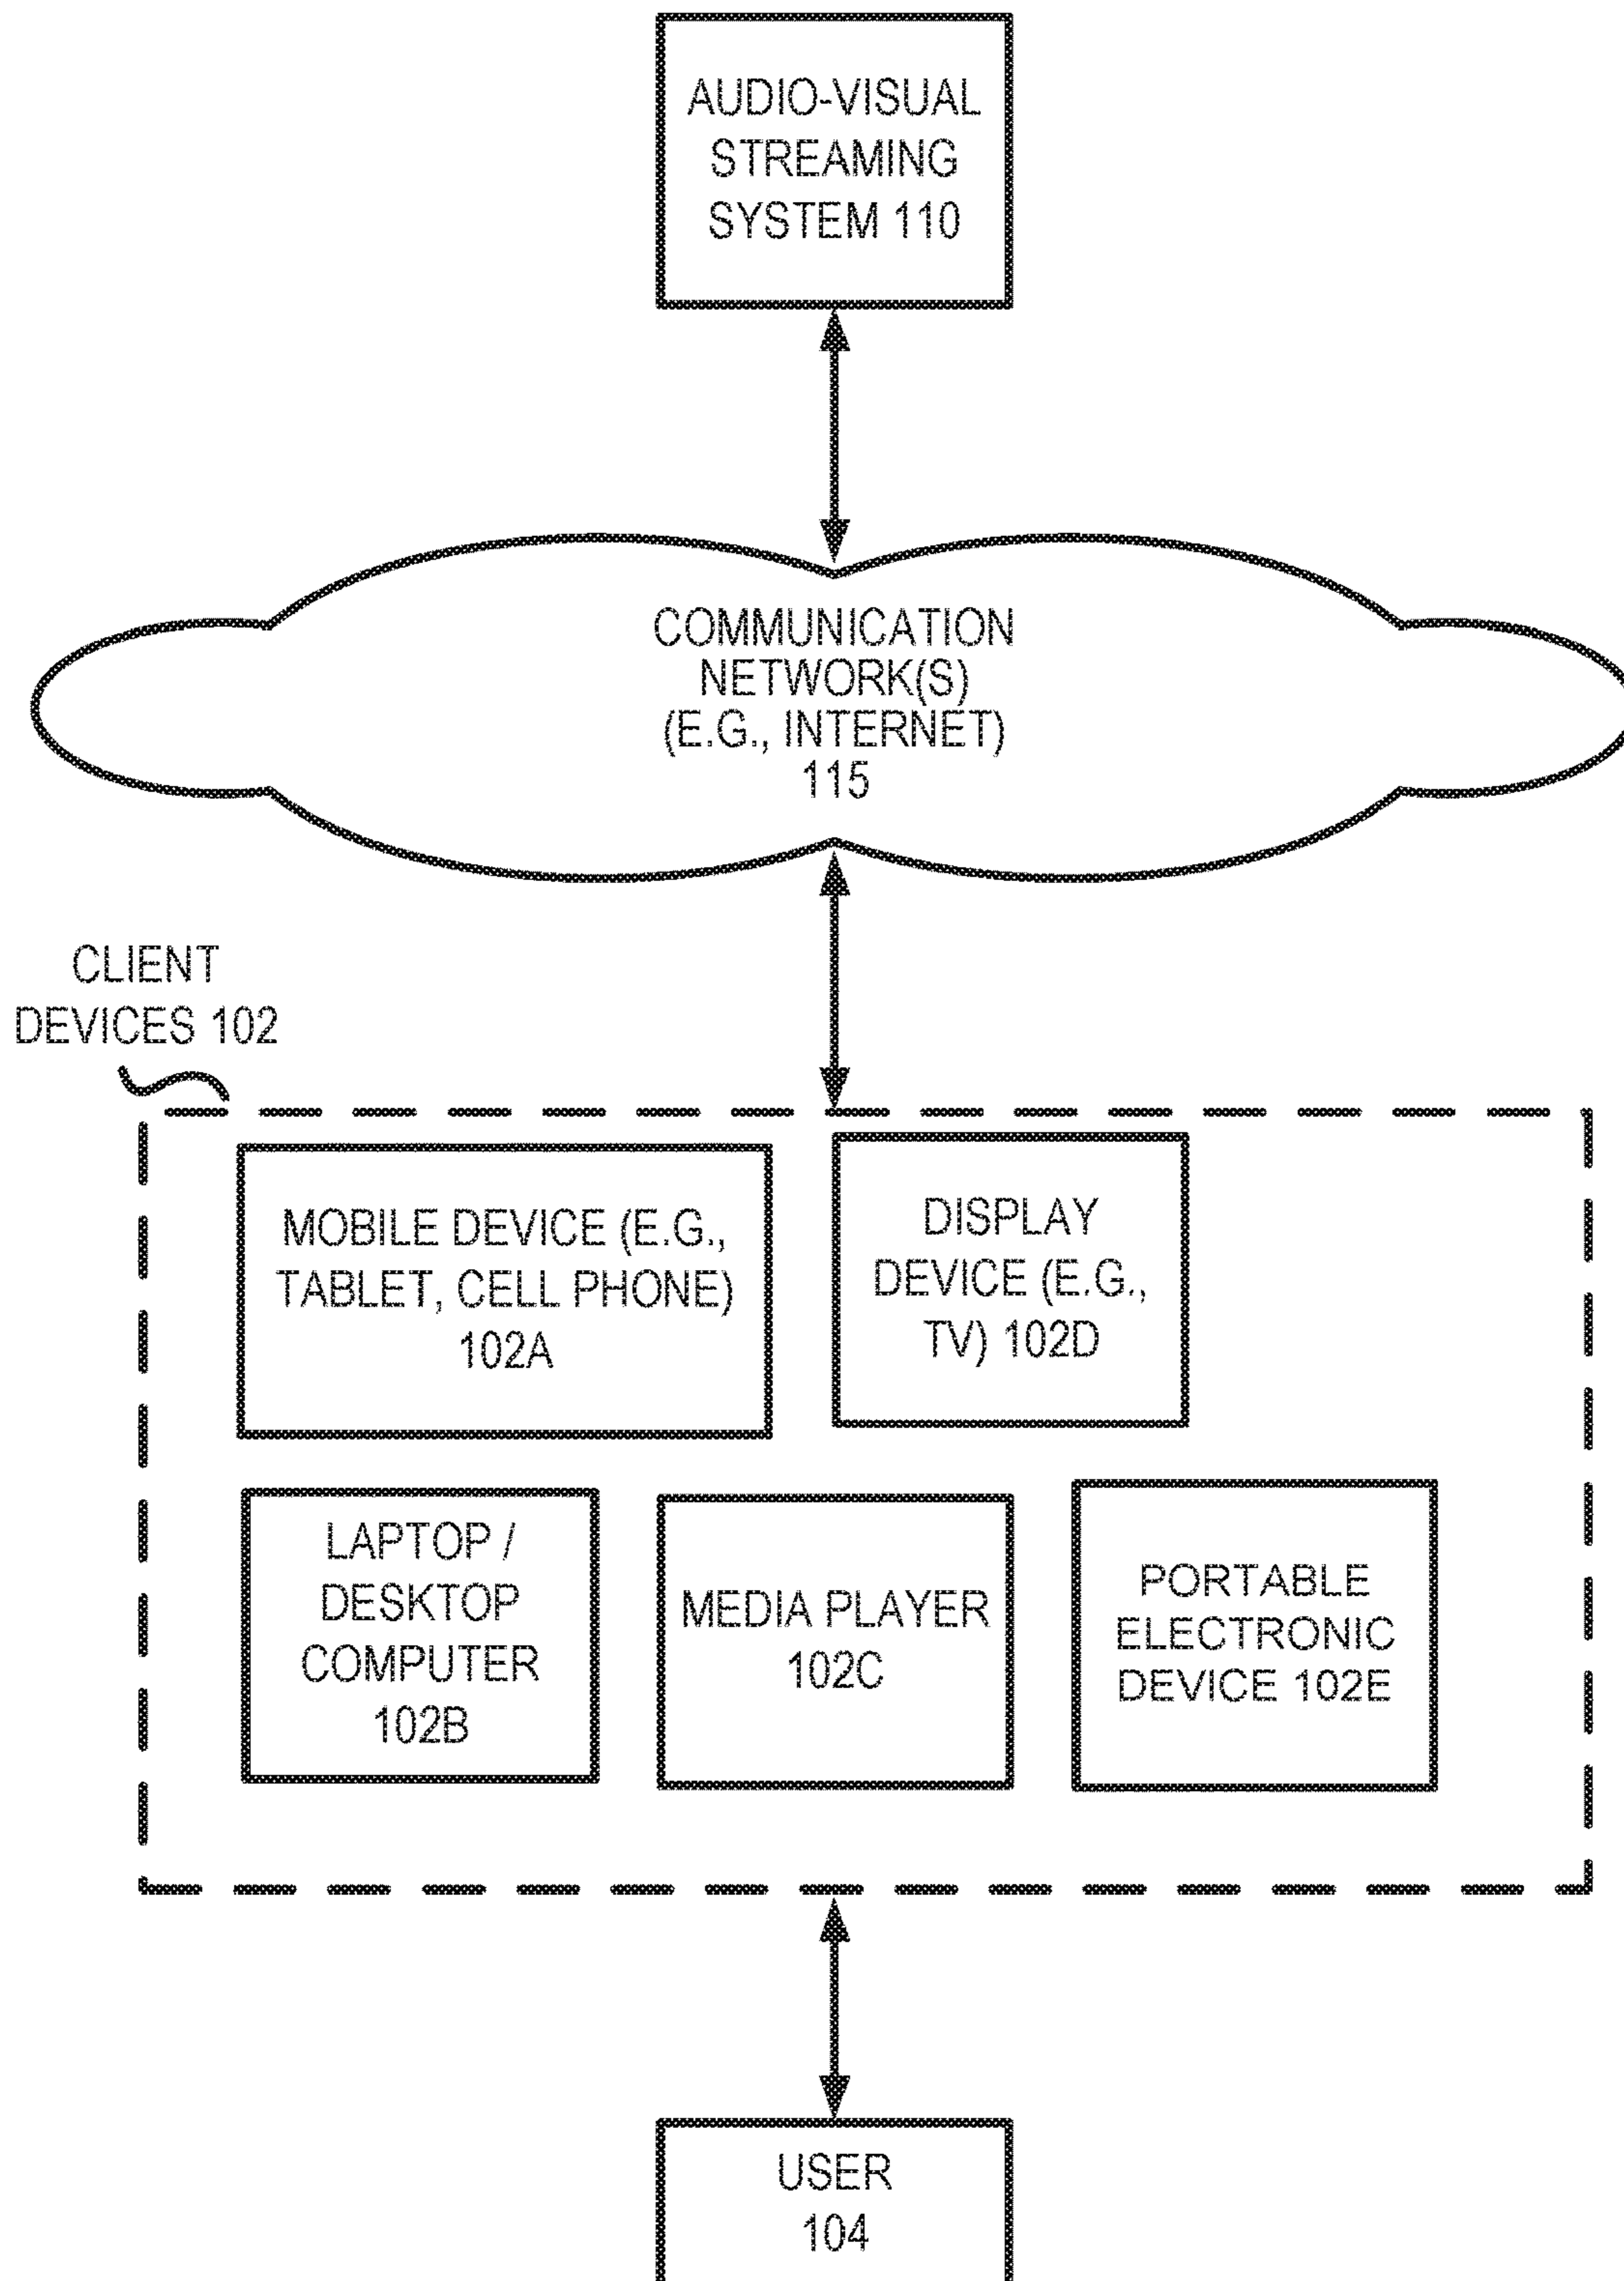 AUDIO-VISUAL
STREAMING
SYSTEM 110
COMMUNICATION
NETWORK(S)
(E.G., INTERNET)
115
CLIENT
DEVICES 102
MOBILE DEVICE (E.G.,
TABLET, CELL PHONE)
102A
DISPLAY
DEVICE (E.G.,
TV) 102D
LAPTOP /
DESKTOP
COMPUTER
102B
MEDIA PLAYER
102C
PORTABLE
ELECTRONIC
DEVICE 102E
USER
104